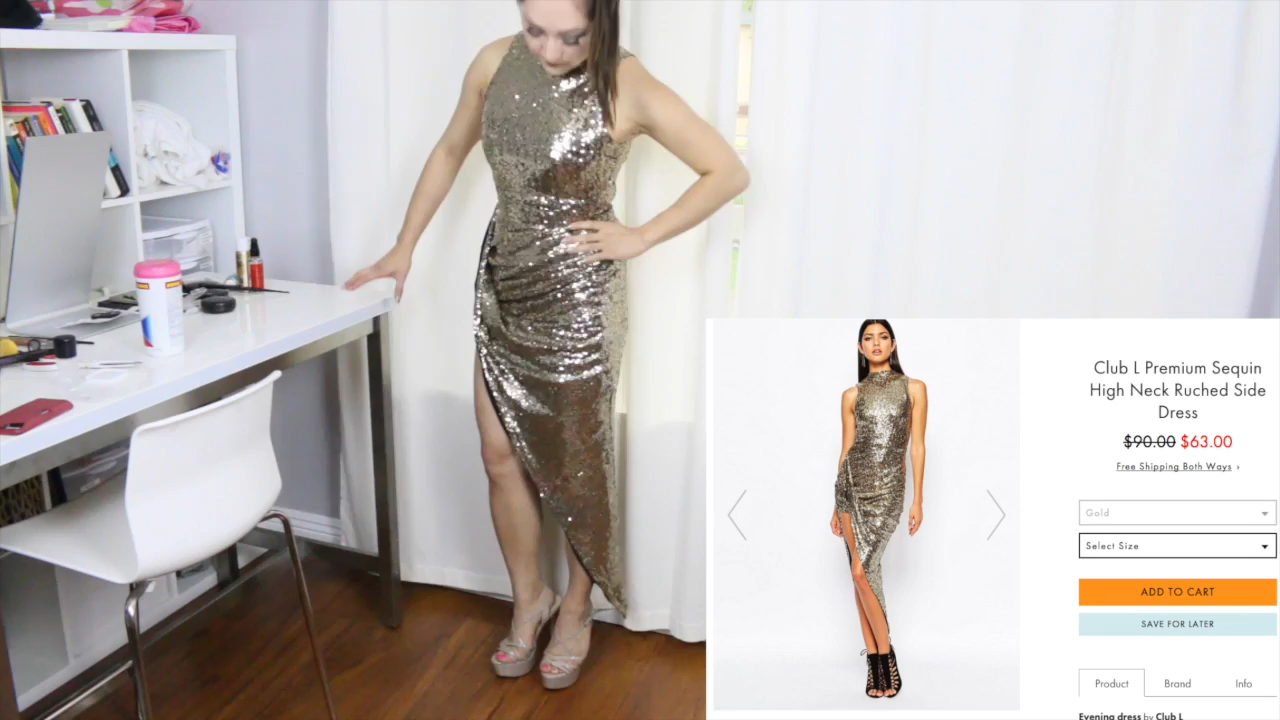 Club L Premium Sequin
High Neck Ruched Side
Dress
$90.00 $63.00
Free Shipping Both Ways ›
Gold
Select Size
ADD TO CART
SAVE FOR LATER
Product Brand Info
Evening dress by Club L